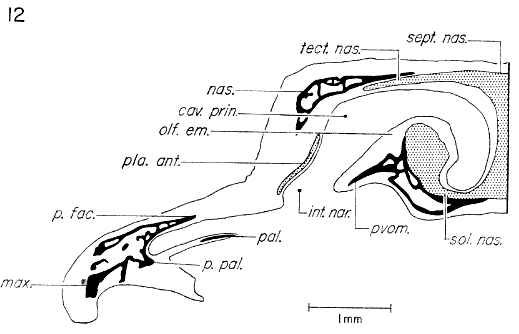 12
sept. nas.
tect. nas.
nas.
cav. prin.
olf. em.
pla. ant.
p. fac.
int nar.
pvom.
sol. nas.
pal.
p. pal.
max.
1mm